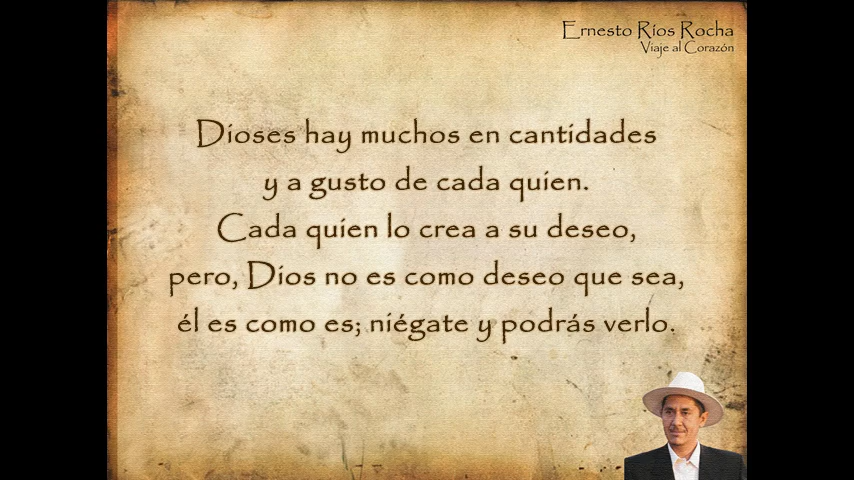 Ernesto Ríos Rocha
Viaje al Corazón
Dioses hay muchos en cantidades
y a gusto de cada quien.
Cada quien lo crea a su deseo,
pero, Dios no es como deseo que sea,
él es como es; niégate y podrás verlo.